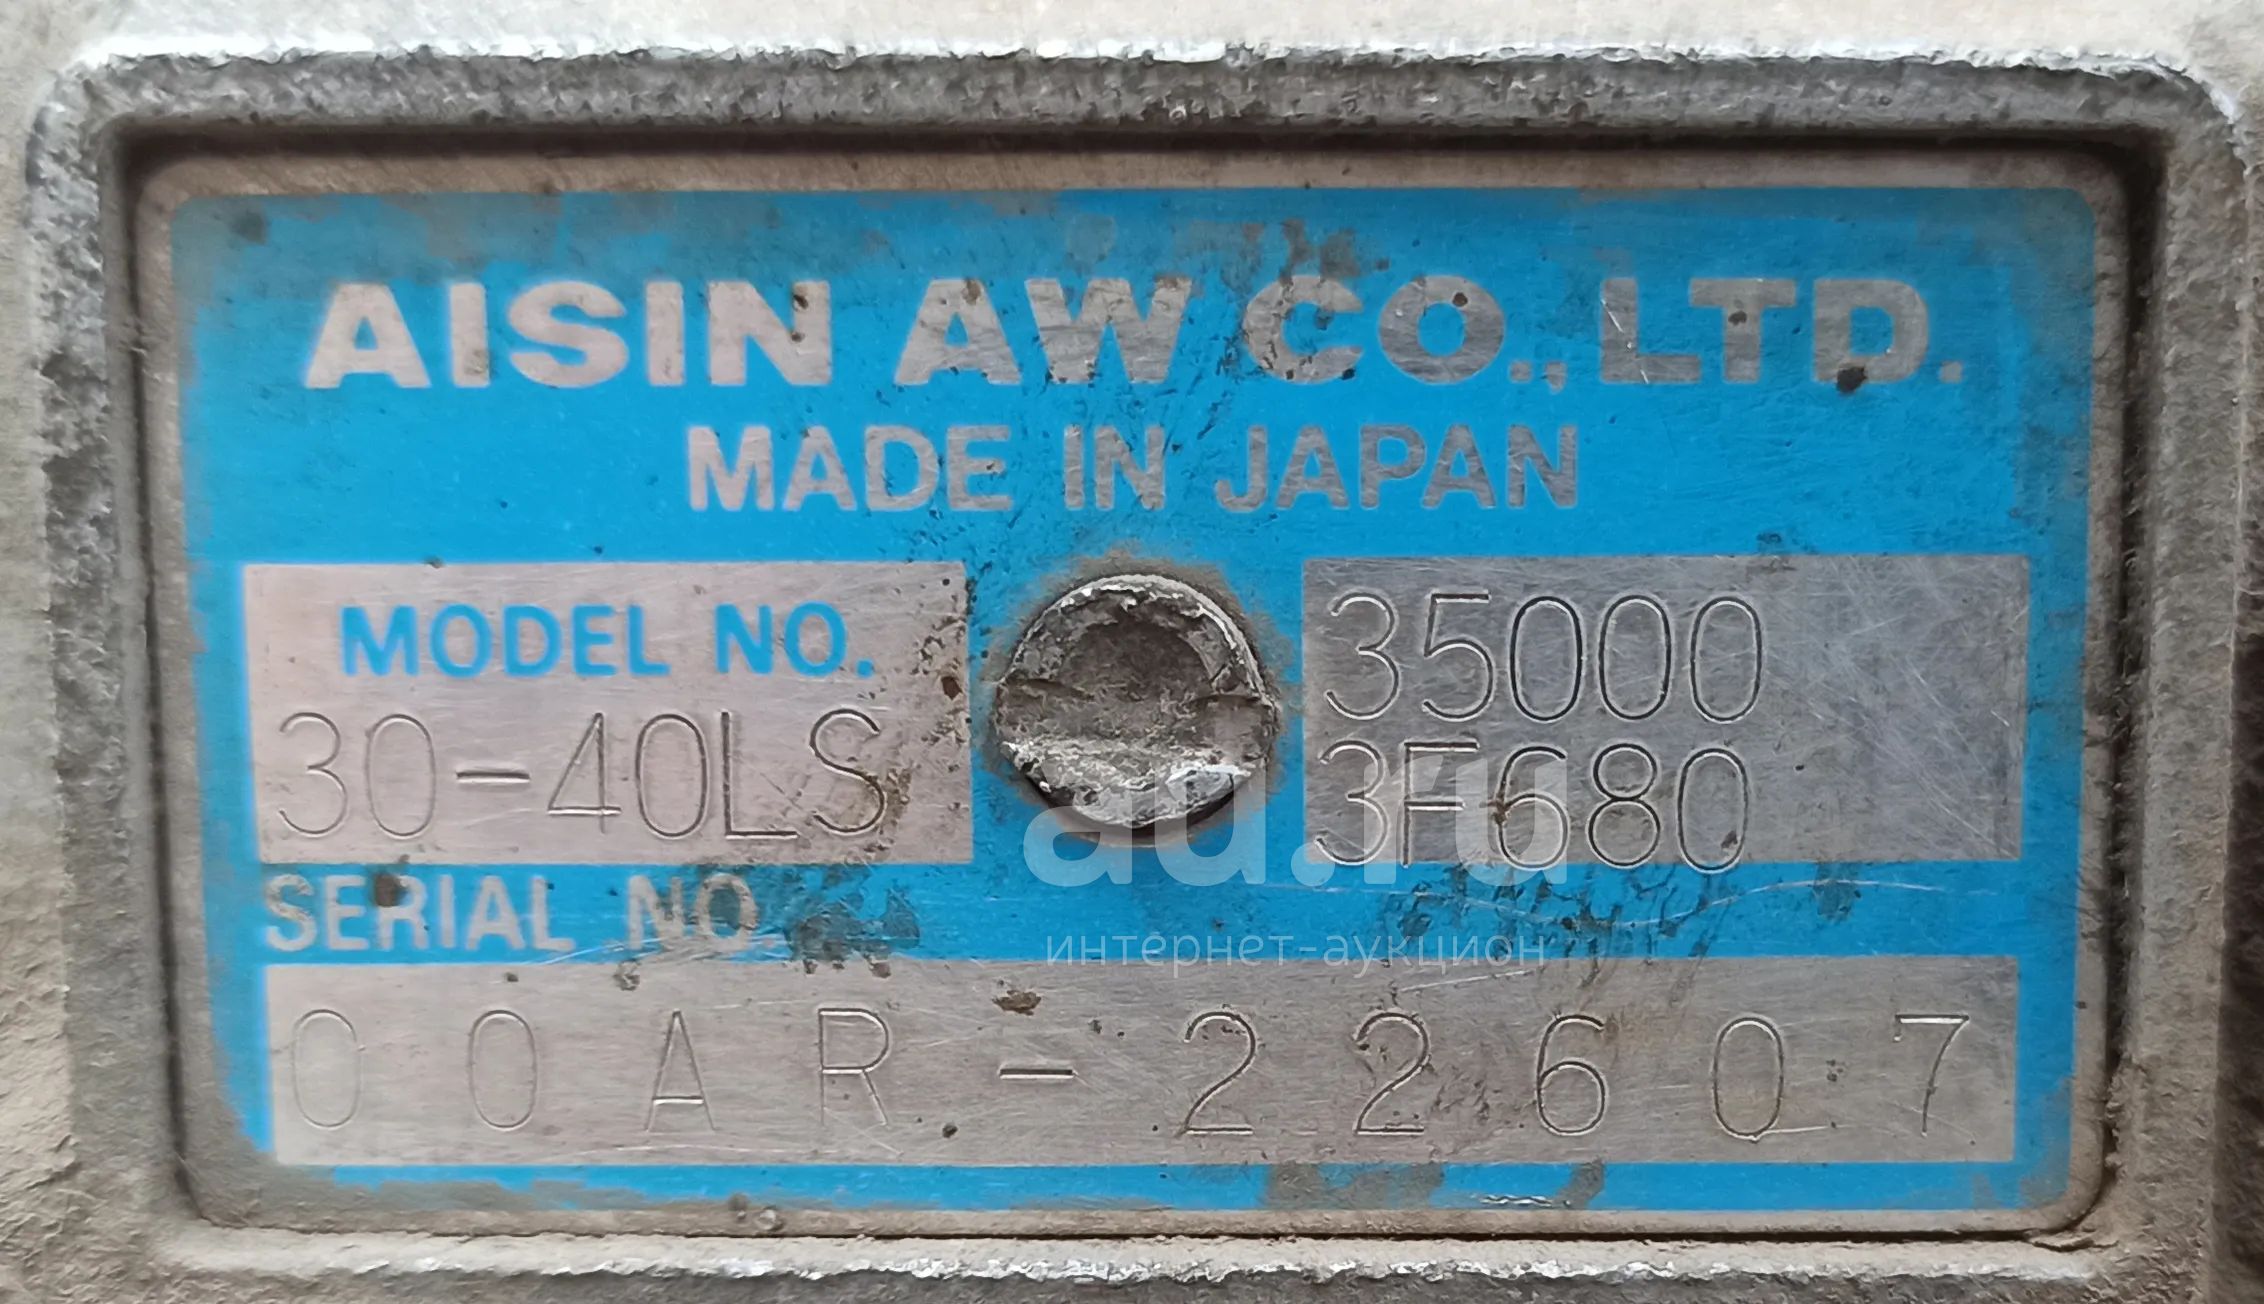 AISIN AW CO., LTD.
MADE IN JAPAN
MODEL NO.
30-40LS
35000
3F680
SERIAL NO.
00AR-22607
au.ru
интернет-аукцион